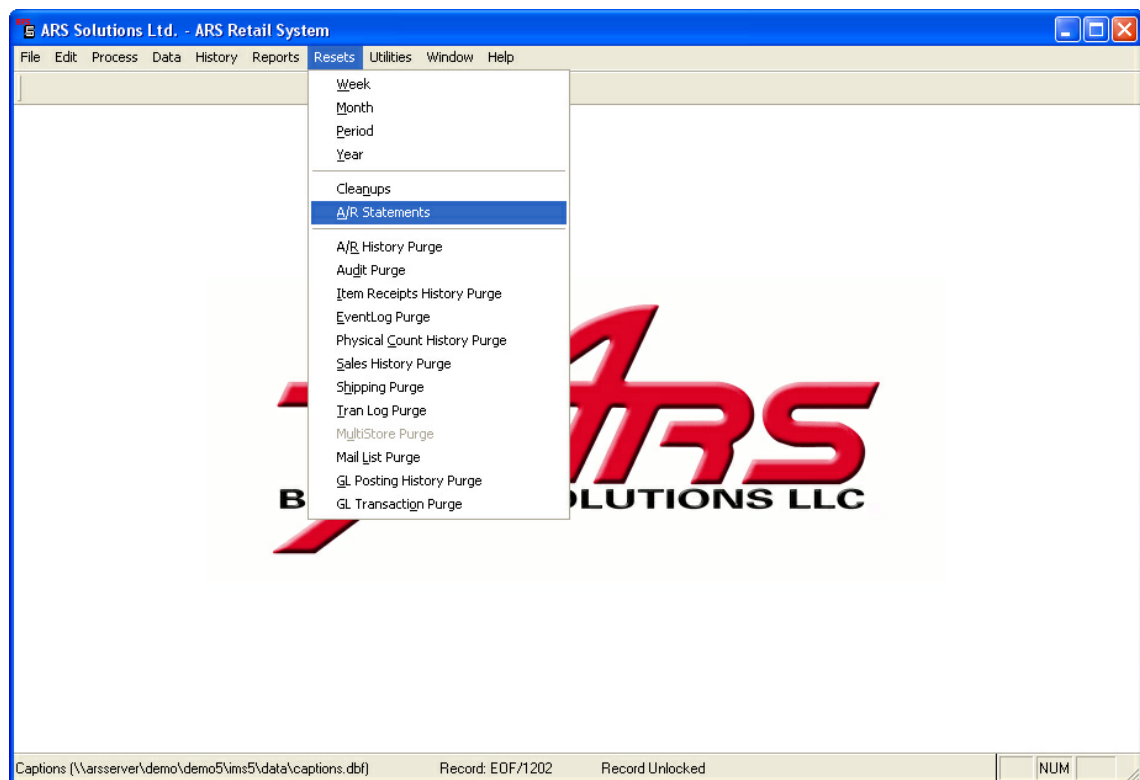 ARS Solutions Ltd. - ARS Retail System
File Edit Process Data History Reports Resets Utilities Window Help
Week
Month
Period
Year
Cleanups
A/R Statements
A/R History Purge
Audit Purge
Item Receipts History Purge
EventLog Purge
Physical Count History Purge
Sales History Purge
Shipping Purge
Tran Log Purge
MultiStore Purge
Mail List Purge
GL Posting History Purge
GL Transaction Purge
ARS
B LUTIONS LLC
Captions (\\arsserver\demo\demo5\ims5\data\captions.dbf) Record: EOF/1202 Record Unlocked NUM